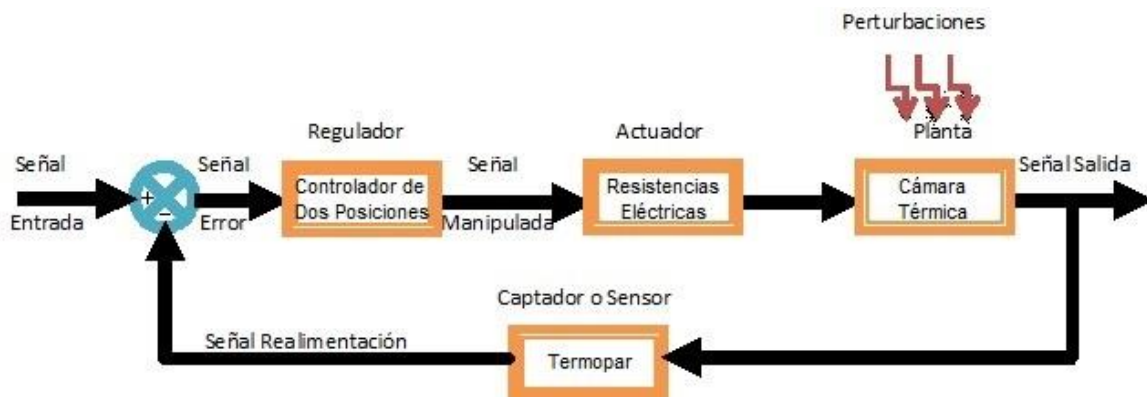 Perturbaciones
Regulador
Actuador
Planta
Señal
Entrada
+
−
Señal
Error
Controlador de
Dos Posiciones
Señal
Manipulada
Resistencias
Eléctricas
Cámara
Térmica
Señal Salida
Captador o Sensor
Señal Realimentación
Termopar